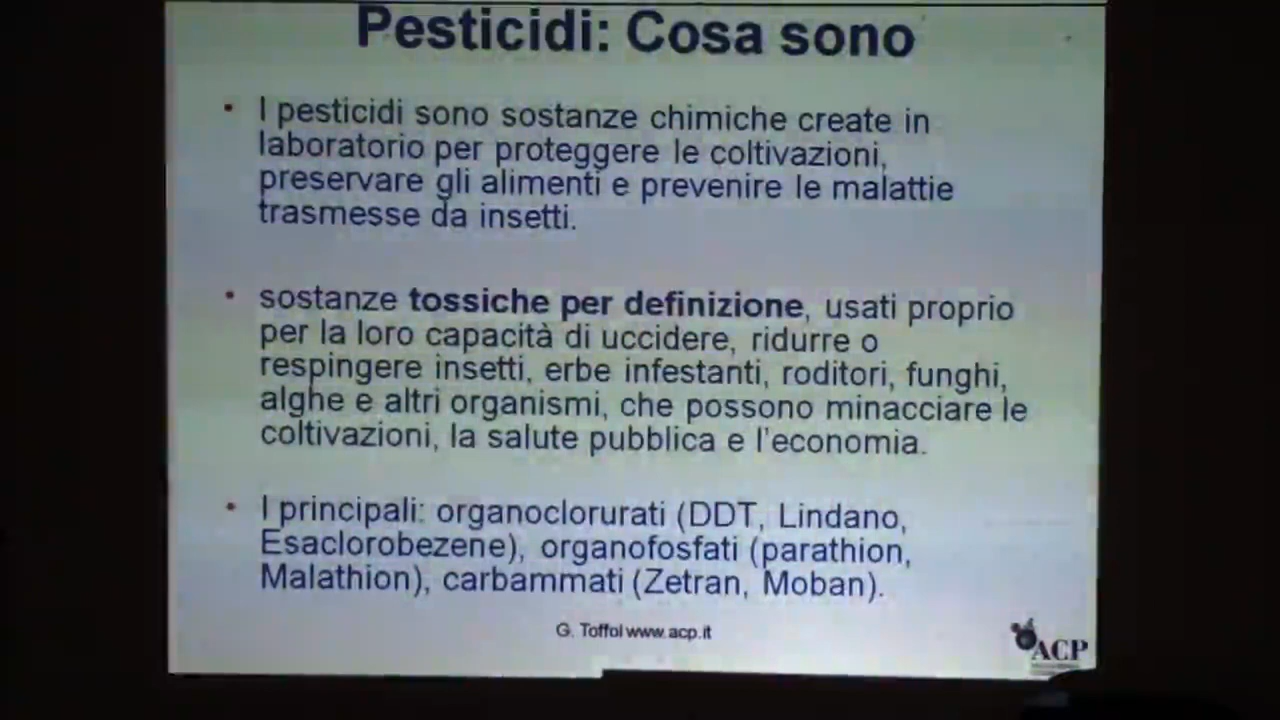 Pesticidi: Cosa sono
• I pesticidi sono sostanze chimiche create in
laboratorio per proteggere le coltivazioni,
preservare gli alimenti e prevenire le malattie
trasmesse da insetti.
• sostanze tossiche per definizione, usati proprio
per la loro capacità di uccidere, ridurre o
respingere insetti, erbe infestanti, roditori, funghi,
alghe e altri organismi, che possono minacciare le
coltivazioni, la salute pubblica e l'economia.
• I principali: organoclorurati (DDT, Lindano,
Esaclorobezene), organofosfati (parathion,
Malathion), carbammati (Zetran, Moban).
G. Toffol www.acp.it
ACP